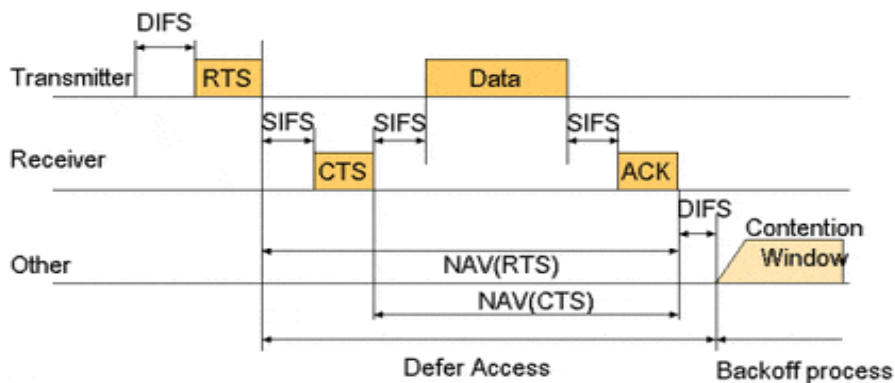 DIFS
Transmitter RTS Data
SIFS SIFS SIFS
Receiver CTS ACK
DIFS
Contention
Other NAV(RTS) Window
NAV(CTS)
Defer Access Backoff process